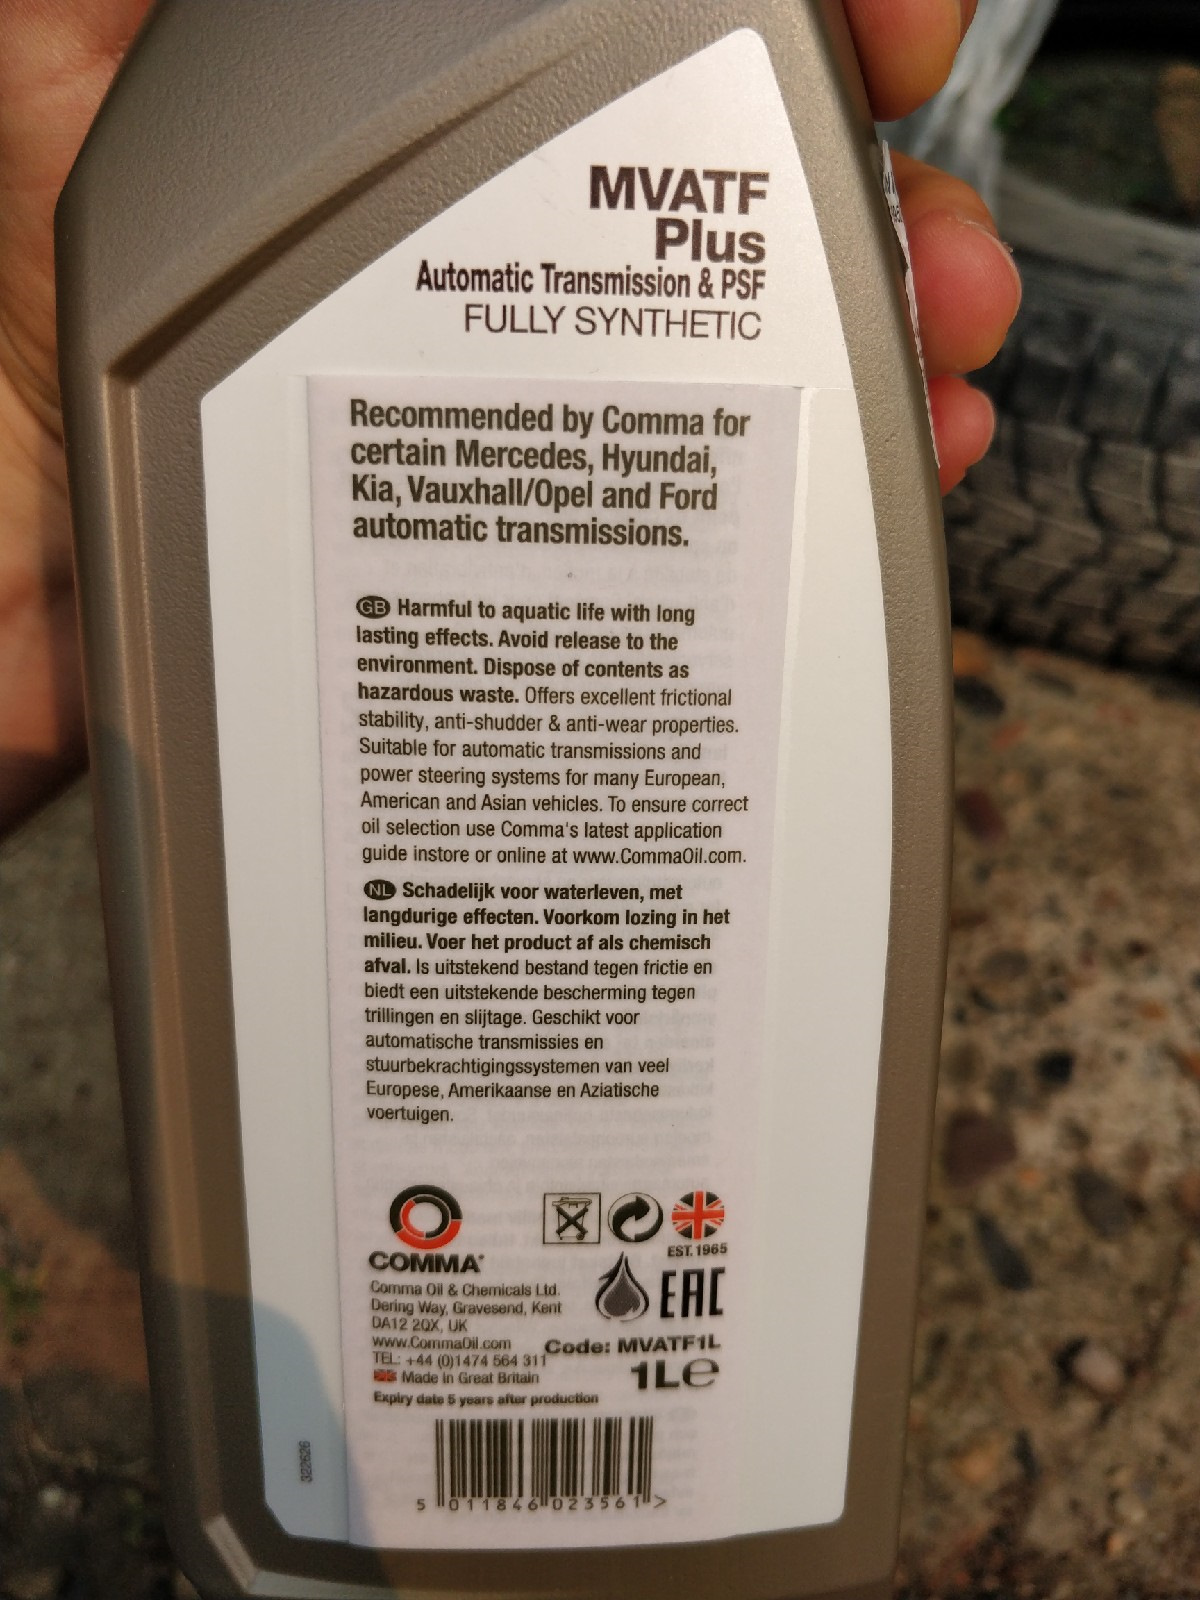 MVATF
Plus
Automatic Transmission & PSF
FULLY SYNTHETIC
Recommended by Comma for
certain Mercedes, Hyundai,
Kia, Vauxhall/Opel and Ford
automatic transmissions.
GB Harmful to aquatic life with long
lasting effects. Avoid release to the
environment. Dispose of contents as
hazardous waste. Offers excellent frictional
stability, anti-shudder & anti-wear properties.
Suitable for automatic transmissions and
power steering systems for many European,
American and Asian vehicles. To ensure correct
oil selection use Comma's latest application
guide instore or online at www.CommaOil.com.
NL Schadelijk voor waterleven, met
langdurige effecten. Voorkom lozing in het
milieu. Voer het product af als chemisch
afval. Is uitstekend bestand tegen frictie en
biedt een uitstekende bescherming tegen
trillingen en slijtage. Geschikt voor
automatische transmissies en
stuurbekrachtigingssystemen van veel
Europese, Amerikaanse en Aziatische
voertuigen.
COMMA
EST. 1965
EAC
Comma Oil & Chemicals Ltd.
Dering Way, Gravesend, Kent
DA12 2QX, UK
www.CommaOil.com
TEL: +44 (0)1474 564 311
Made in Great Britain
Code: MVATF1L
1L℮
Expiry date 5 years after production
322626
5 011846 023561 >